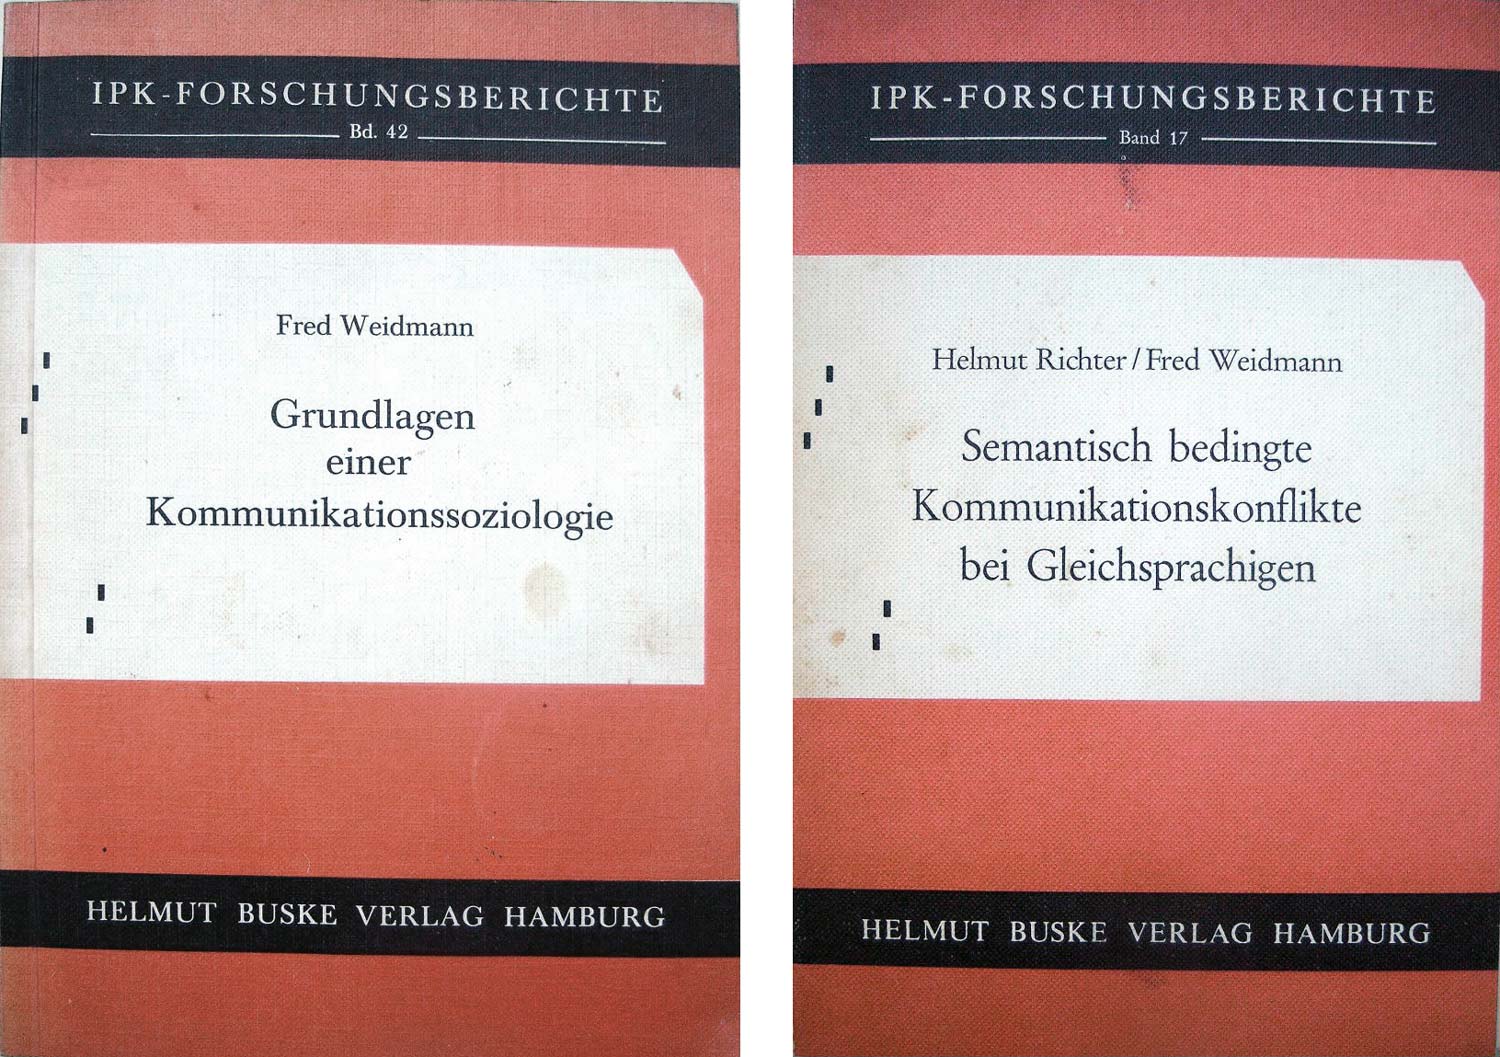 IPK-FORSCHUNGSBERICHTE
Bd. 42
Fred Weidmann
Grundlagen
einer
Kommunikationssoziologie
HELMUT BUSKE VERLAG HAMBURG
IPK-FORSCHUNGSBERICHTE
Band 17
Helmut Richter/Fred Weidmann
Semantisch bedingte
Kommunikationskonflikte
bei Gleichsprachigen
HELMUT BUSKE VERLAG HAMBURG